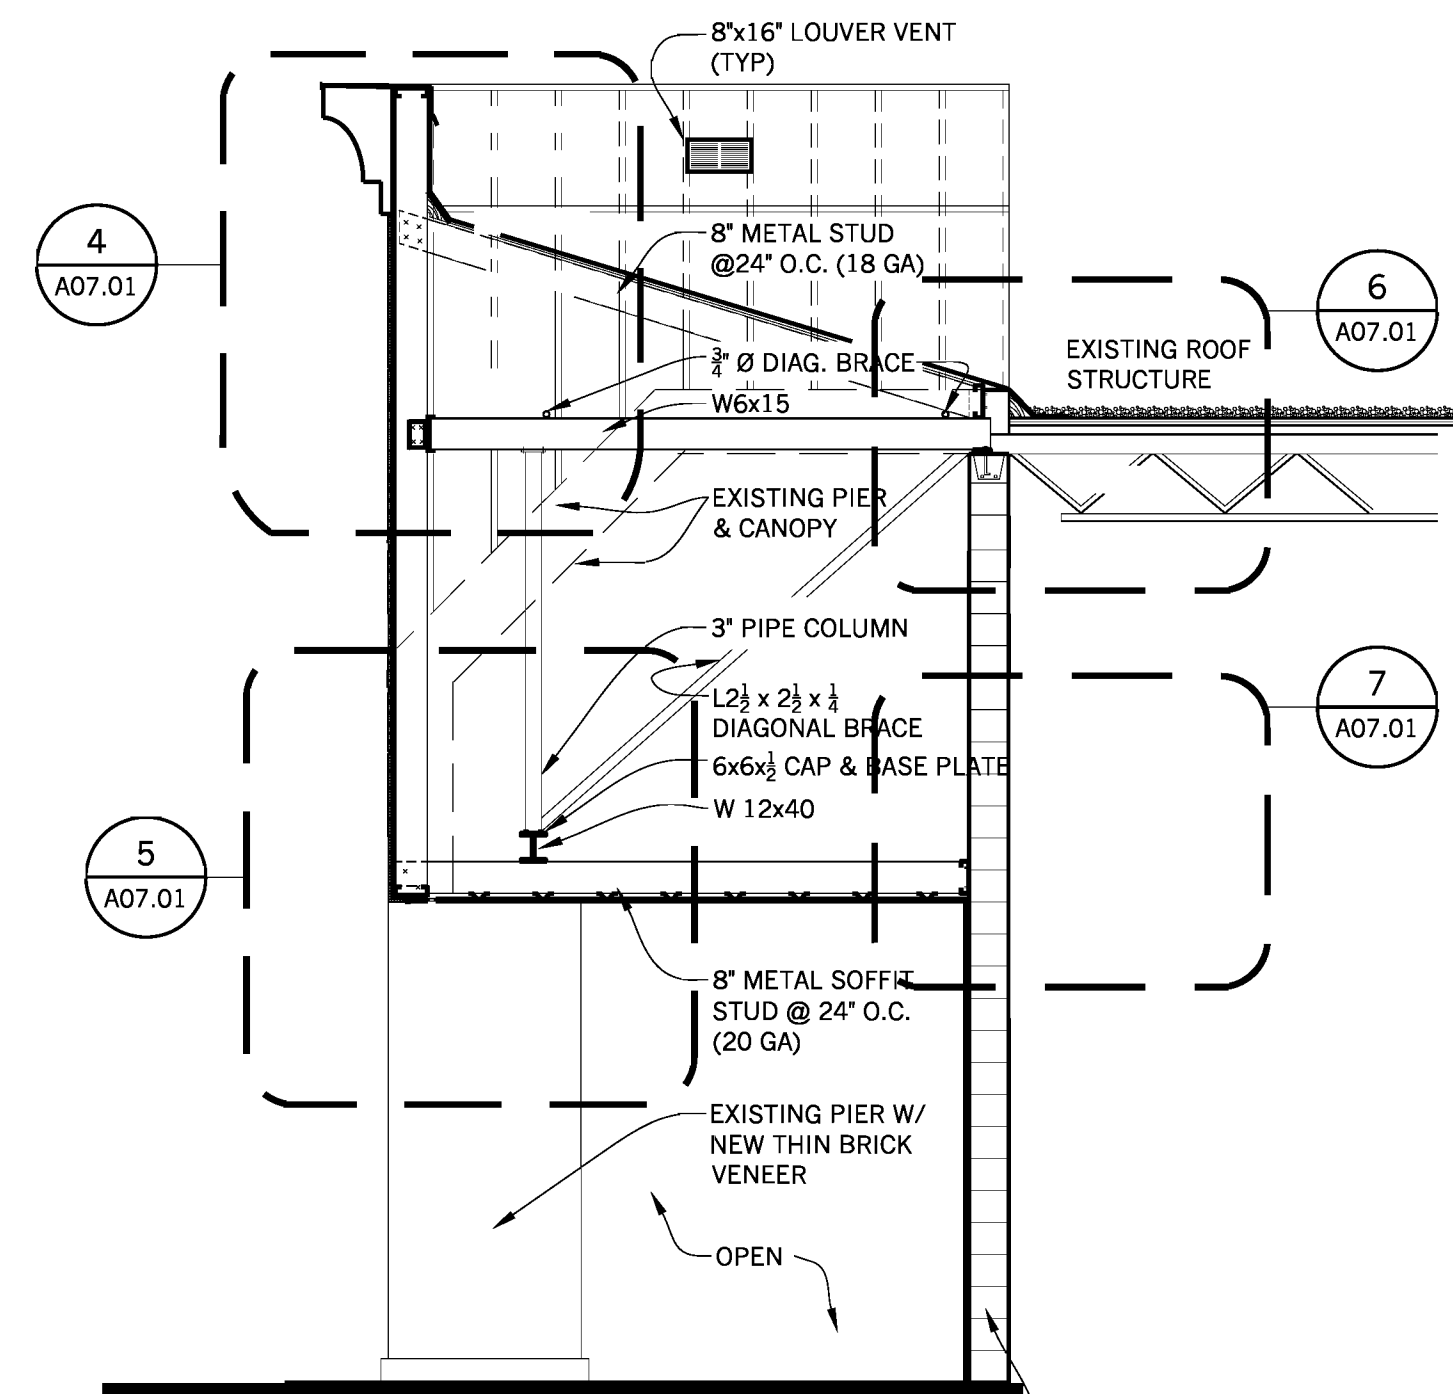 8"x16" LOUVER VENT
(TYP)
4
A07.01
8" METAL STUD
@24" O.C. (18 GA)
6
A07.01
EXISTING ROOF
STRUCTURE
3/4" Ø DIAG. BRACE
W6x15
EXISTING PIER
& CANOPY
3" PIPE COLUMN
L2 1/2 x 2 1/2 x 1/4
DIAGONAL BRACE
7
A07.01
6x6x 1/2 CAP & BASE PLATE
W 12x40
5
A07.01
8" METAL SOFFIT
STUD @ 24" O.C.
(20 GA)
EXISTING PIER W/
NEW THIN BRICK
VENEER
OPEN